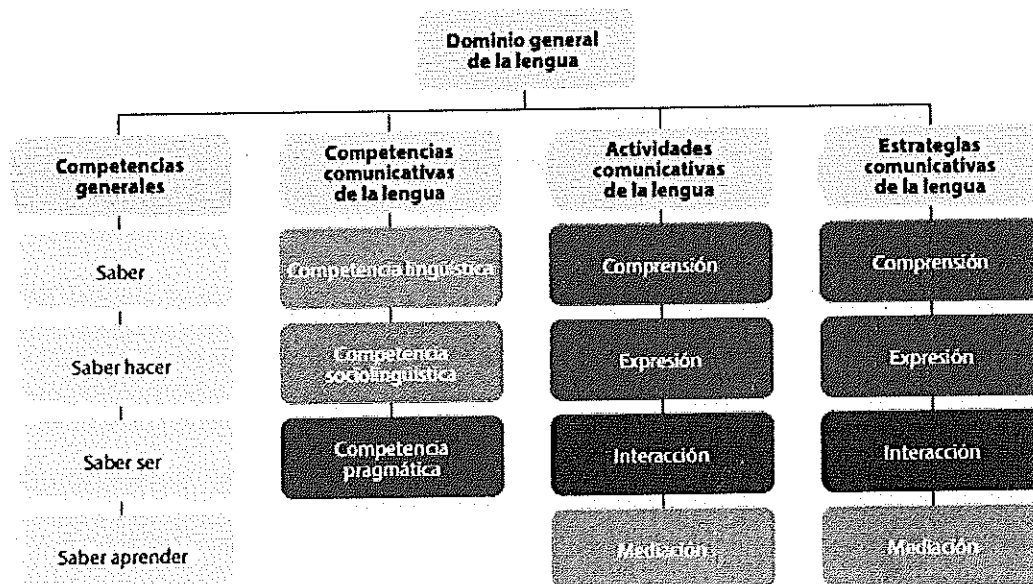 Dominio general
de la lengua
Competencias
generales
Saber
Saber hacer
Saber ser
Saber aprender
Competencias
comunicativas
de la lengua
Competencia lingüística
Competencia
sociolingüística
Competencia
pragmática
Actividades
comunicativas
de la lengua
Comprensión
Expresión
Interacción
Mediación
Estrategias
comunicativas
de la lengua
Comprensión
Expresión
Interacción
Mediación